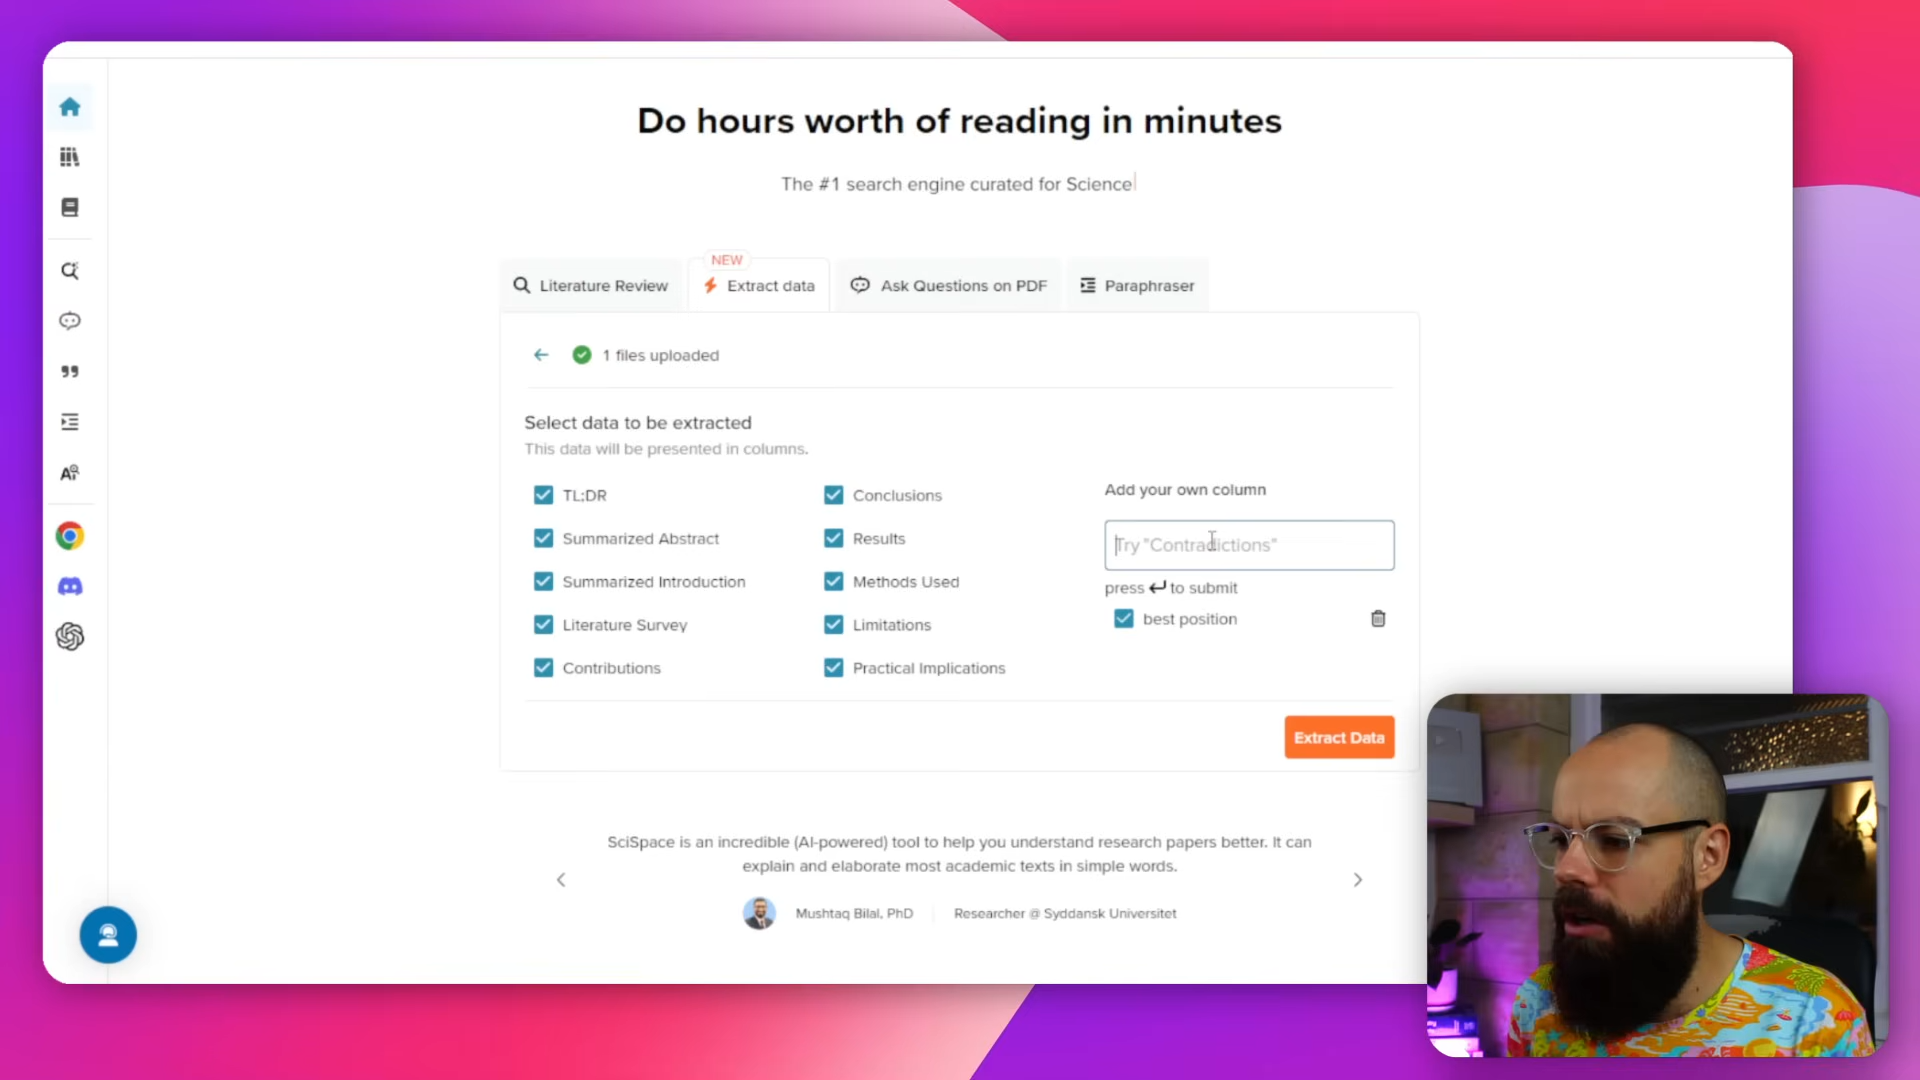 Do hours worth of reading in minutes
The #1 search engine curated for Science
NEW
Literature Review
Extract data
Ask Questions on PDF
Paraphraser
1 files uploaded
Select data to be extracted
This data will be presented in columns.
TL;DR
Summarized Abstract
Summarized Introduction
Literature Survey
Contributions
Conclusions
Results
Methods Used
Limitations
Practical Implications
Add your own column
Try "Contradictions"
press ↵ to submit
best position
Extract Data
SciSpace is an incredible (AI-powered) tool to help you understand research papers better. It can
explain and elaborate most academic texts in simple words.
Mushtaq Bilal, PhD
Researcher @ Syddansk Universitet